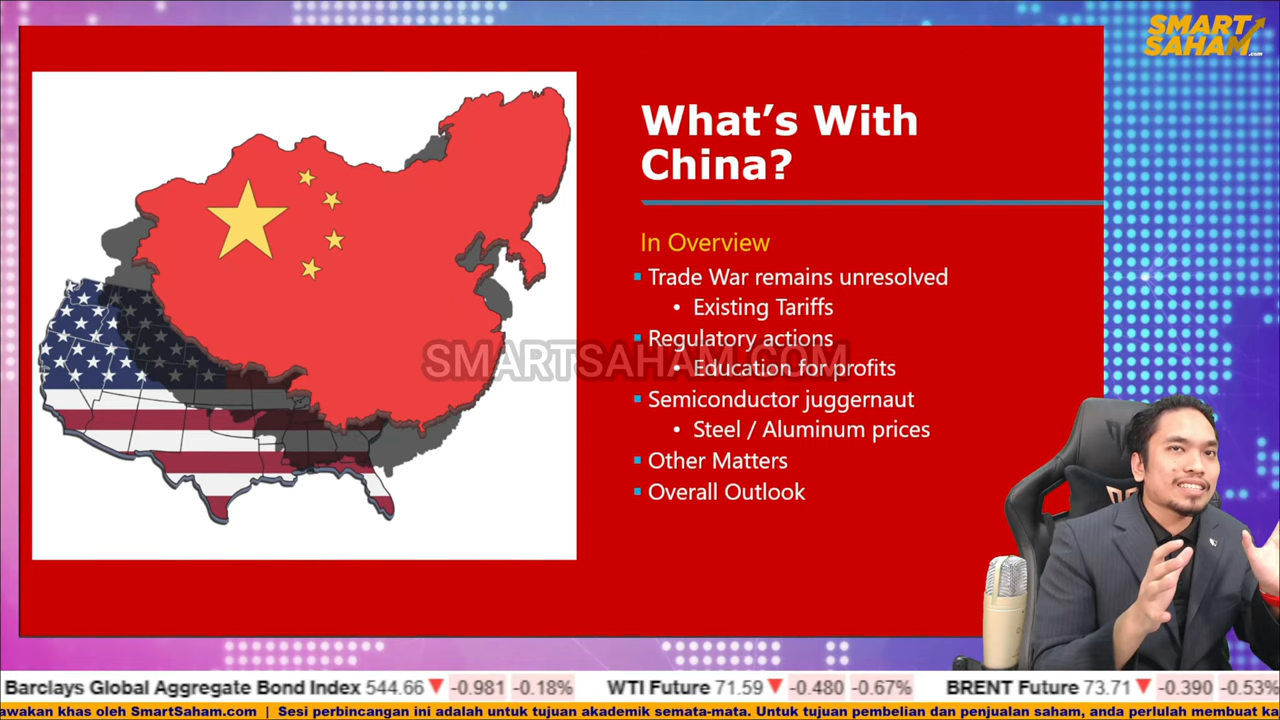 SMART
SAHAM.com
What's With
China?
In Overview
Trade War remains unresolved
• Existing Tariffs
Regulatory actions
SMARTSAHAM.COM
• Education for profits
Semiconductor juggernaut
• Steel / Aluminum prices
Other Matters
Overall Outlook
Barclays Global Aggregate Bond Index 544.66 ▼ -0.981 -0.18% WTI Future 71.59 ▼ -0.480 -0.67% BRENT Future 73.71 ▼ -0.390 -0.53%
awakan khas oleh SmartSaham.com | Sesi perbincangan ini adalah untuk tujuan akademik semata-mata. Untuk tujuan pembelian dan penjualan saham, anda perlulah membuat ka